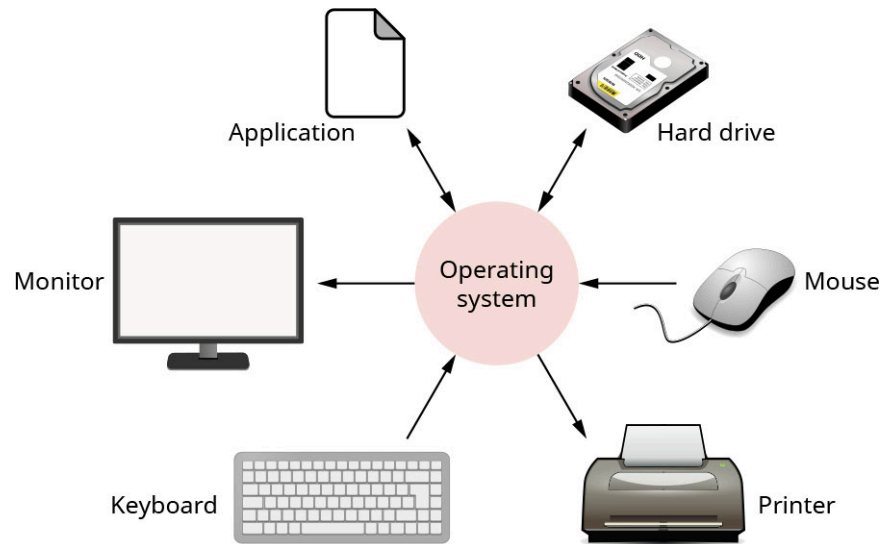 Application
Hard drive
Monitor
Operating
system
Mouse
Keyboard
Printer